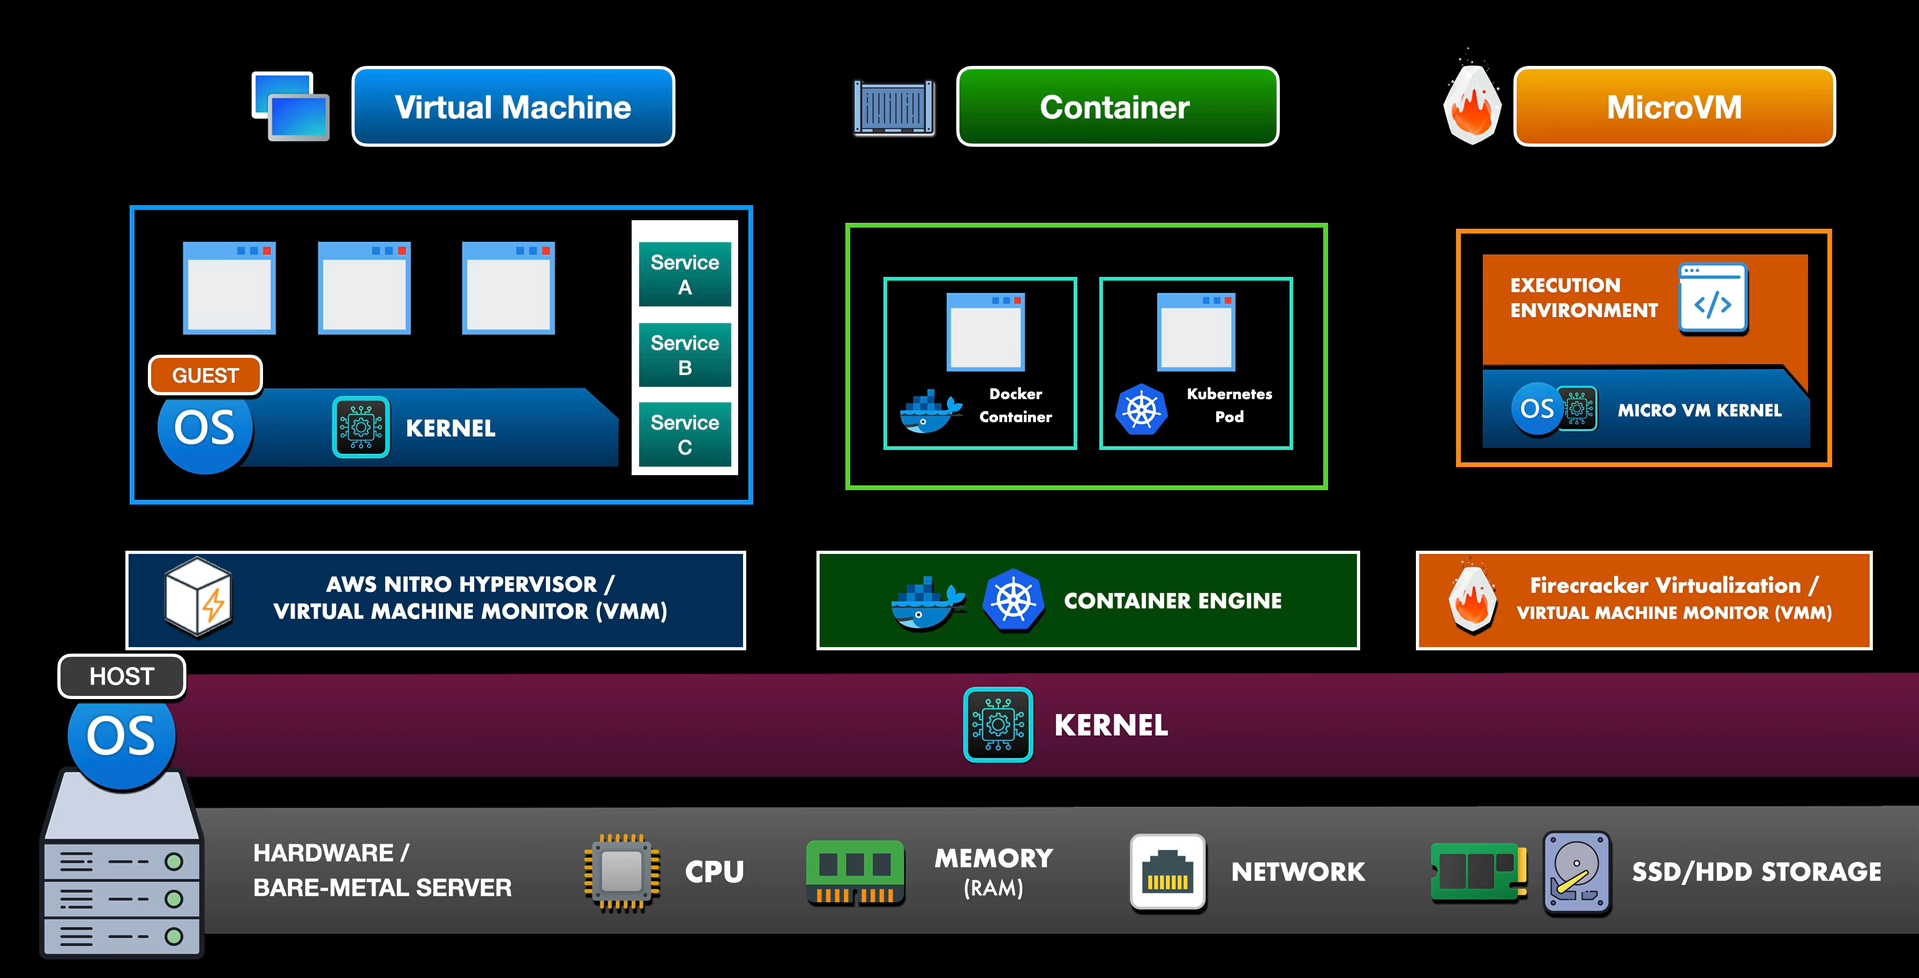 Virtual Machine
Container
MicroVM
Service
A
Service
B
Service
C
GUEST
OS
KERNEL
Docker
Container
Kubernetes
Pod
EXECUTION
ENVIRONMENT
</>
OS
MICRO VM KERNEL
AWS NITRO HYPERVISOR /
VIRTUAL MACHINE MONITOR (VMM)
CONTAINER ENGINE
Firecracker Virtualization /
VIRTUAL MACHINE MONITOR (VMM)
HOST
OS
KERNEL
HARDWARE /
BARE-METAL SERVER
CPU
MEMORY
(RAM)
NETWORK
SSD/HDD STORAGE